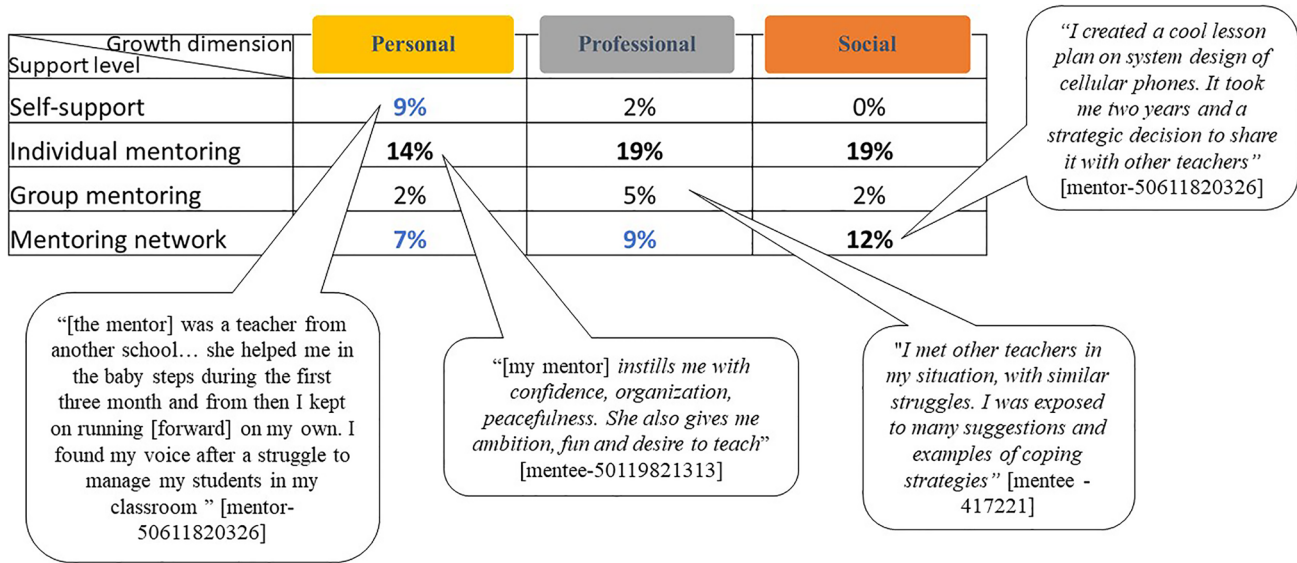 Growth dimension
Support level
Personal
Professional
Social
Self-support 9% 2% 0%
Individual mentoring 14% 19% 19%
Group mentoring 2% 5% 2%
Mentoring network 7% 9% 12%
“I created a cool lesson
plan on system design of
cellular phones. It took
me two years and a
strategic decision to share
it with other teachers”
[mentor-50611820326]
“[the mentor] was a teacher from
another school… she helped me in
the baby steps during the first
three month and from then I kept
on running [forward] on my own. I
found my voice after a struggle to
manage my students in my
classroom ” [mentor-
50611820326]
“[my mentor] instills me with
confidence, organization,
peacefulness. She also gives me
ambition, fun and desire to teach”
[mentee-50119821313]
"I met other teachers in
my situation, with similar
struggles. I was exposed
to many suggestions and
examples of coping
strategies” [mentee -
417221]